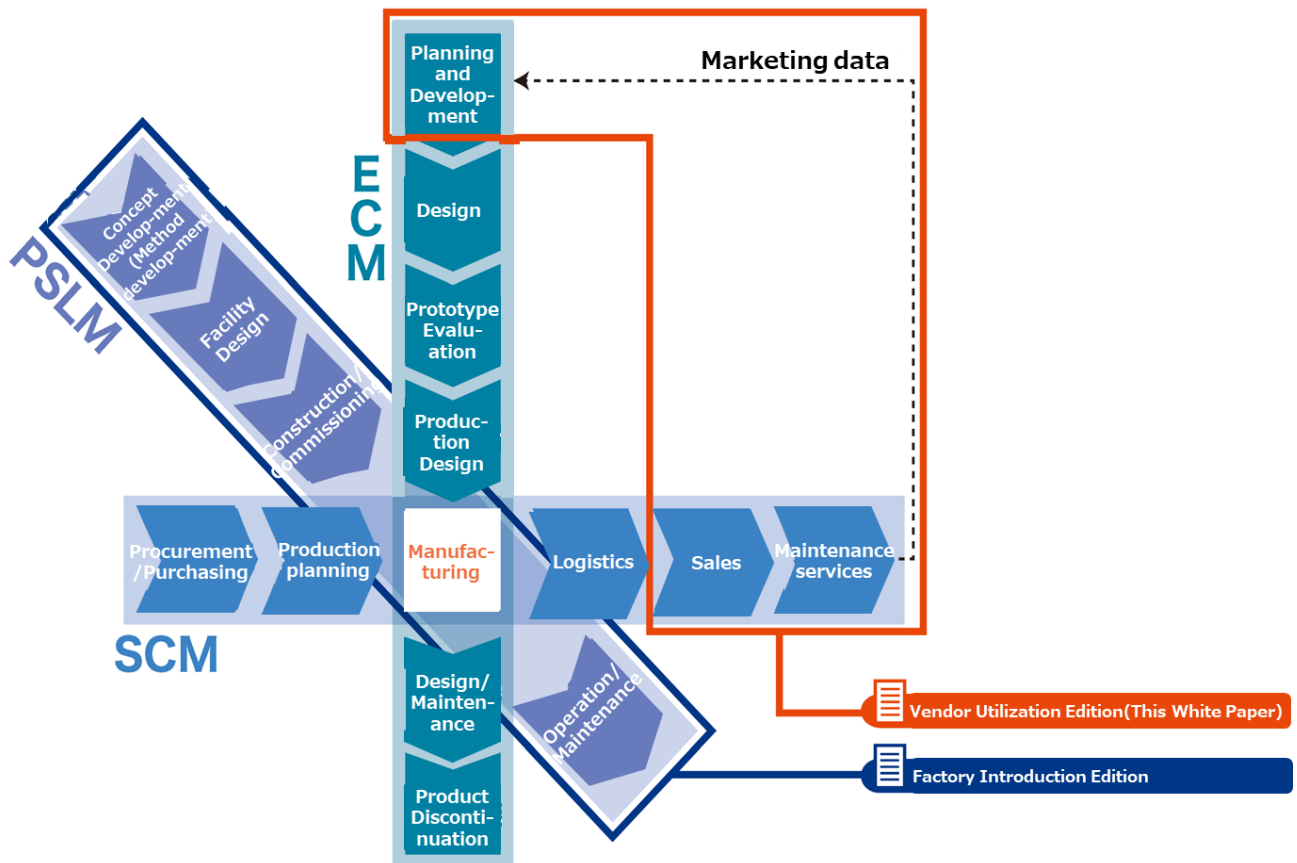 Planning
and
Develop-
ment
Marketing data
E
C
M
Design
Concept
Develop-ment
(Method
develop-ment
PSLM
Facility
Design
Prototype
Evalu-
ation
Construction/
Commissioning
Produc-
tion
Design
Procurement
/Purchasing
Production
planning
Manufac-
turing
Logistics
Sales
Maintenance
services
SCM
Design/
Mainten-
ance
Operation/
Maintenance
Vendor Utilization Edition(This White Paper)
Factory Introduction Edition
Product
Disconti-
nuation